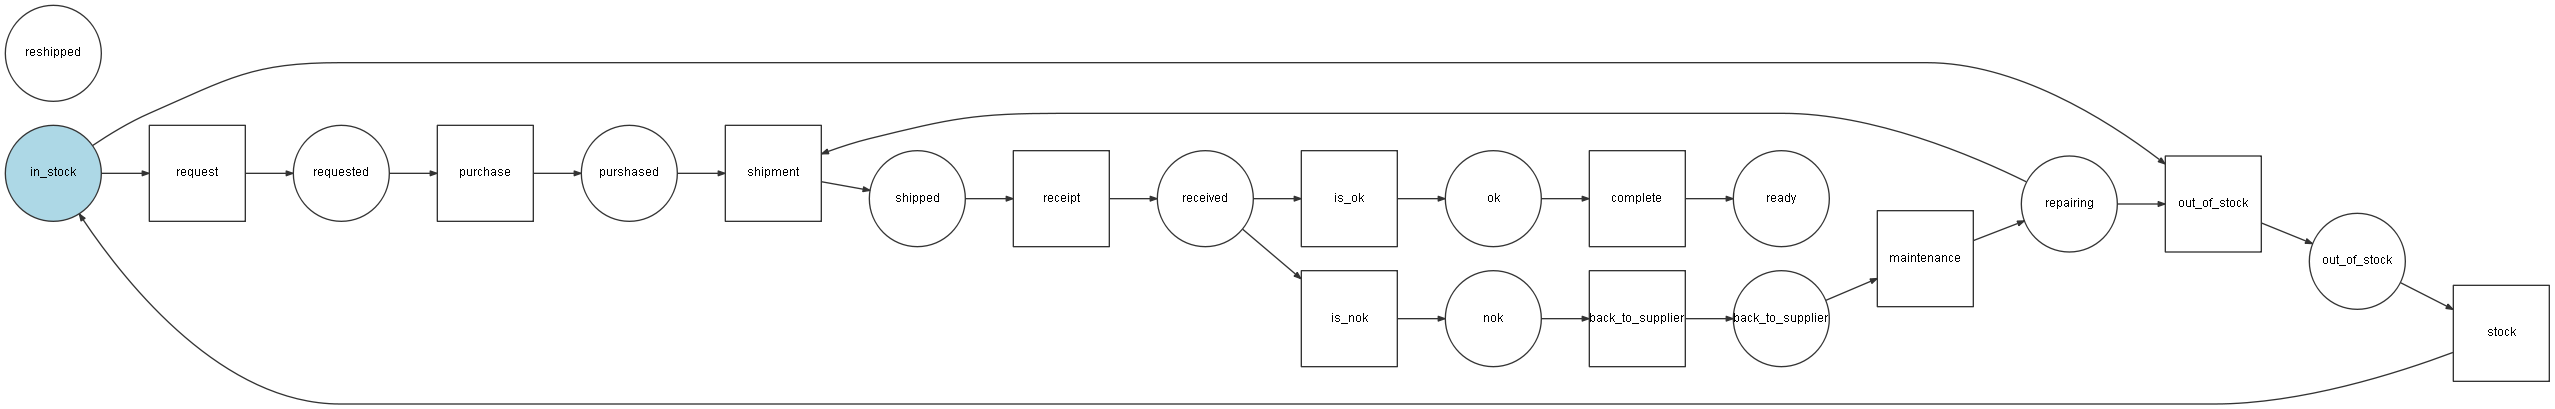 reshipped
in_stock
request
requested
purchase
purshased
shipment
shipped
receipt
received
is_ok
ok
complete
ready
is_nok
nok
back_to_supplier
back_to_supplier
maintenance
repairing
out_of_stock
out_of_stock
stock